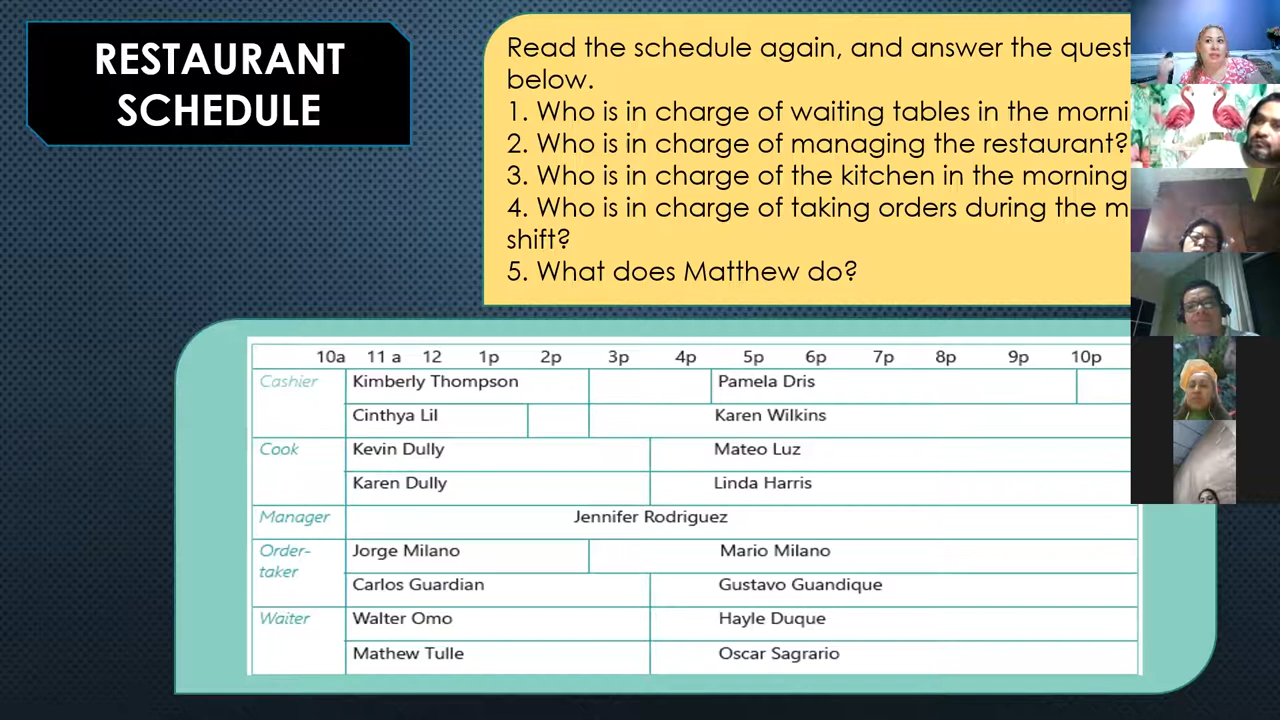 RESTAURANT
SCHEDULE
Read the schedule again, and answer the quest
below.
1. Who is in charge of waiting tables in the morni
2. Who is in charge of managing the restaurant?
3. Who is in charge of the kitchen in the morning
4. Who is in charge of taking orders during the m
shift?
5. What does Matthew do?
10a 11 a 12 1p 2p 3p 4p 5p 6p 7p 8p 9p 10p
Cashier Kimberly Thompson Pamela Dris
Cinthya Lil Karen Wilkins
Cook Kevin Dully Mateo Luz
Karen Dully Linda Harris
Manager Jennifer Rodriguez
Order- Jorge Milano Mario Milano
taker
Carlos Guardian Gustavo Guandique
Waiter Walter Omo Hayle Duque
Mathew Tulle Oscar Sagrario